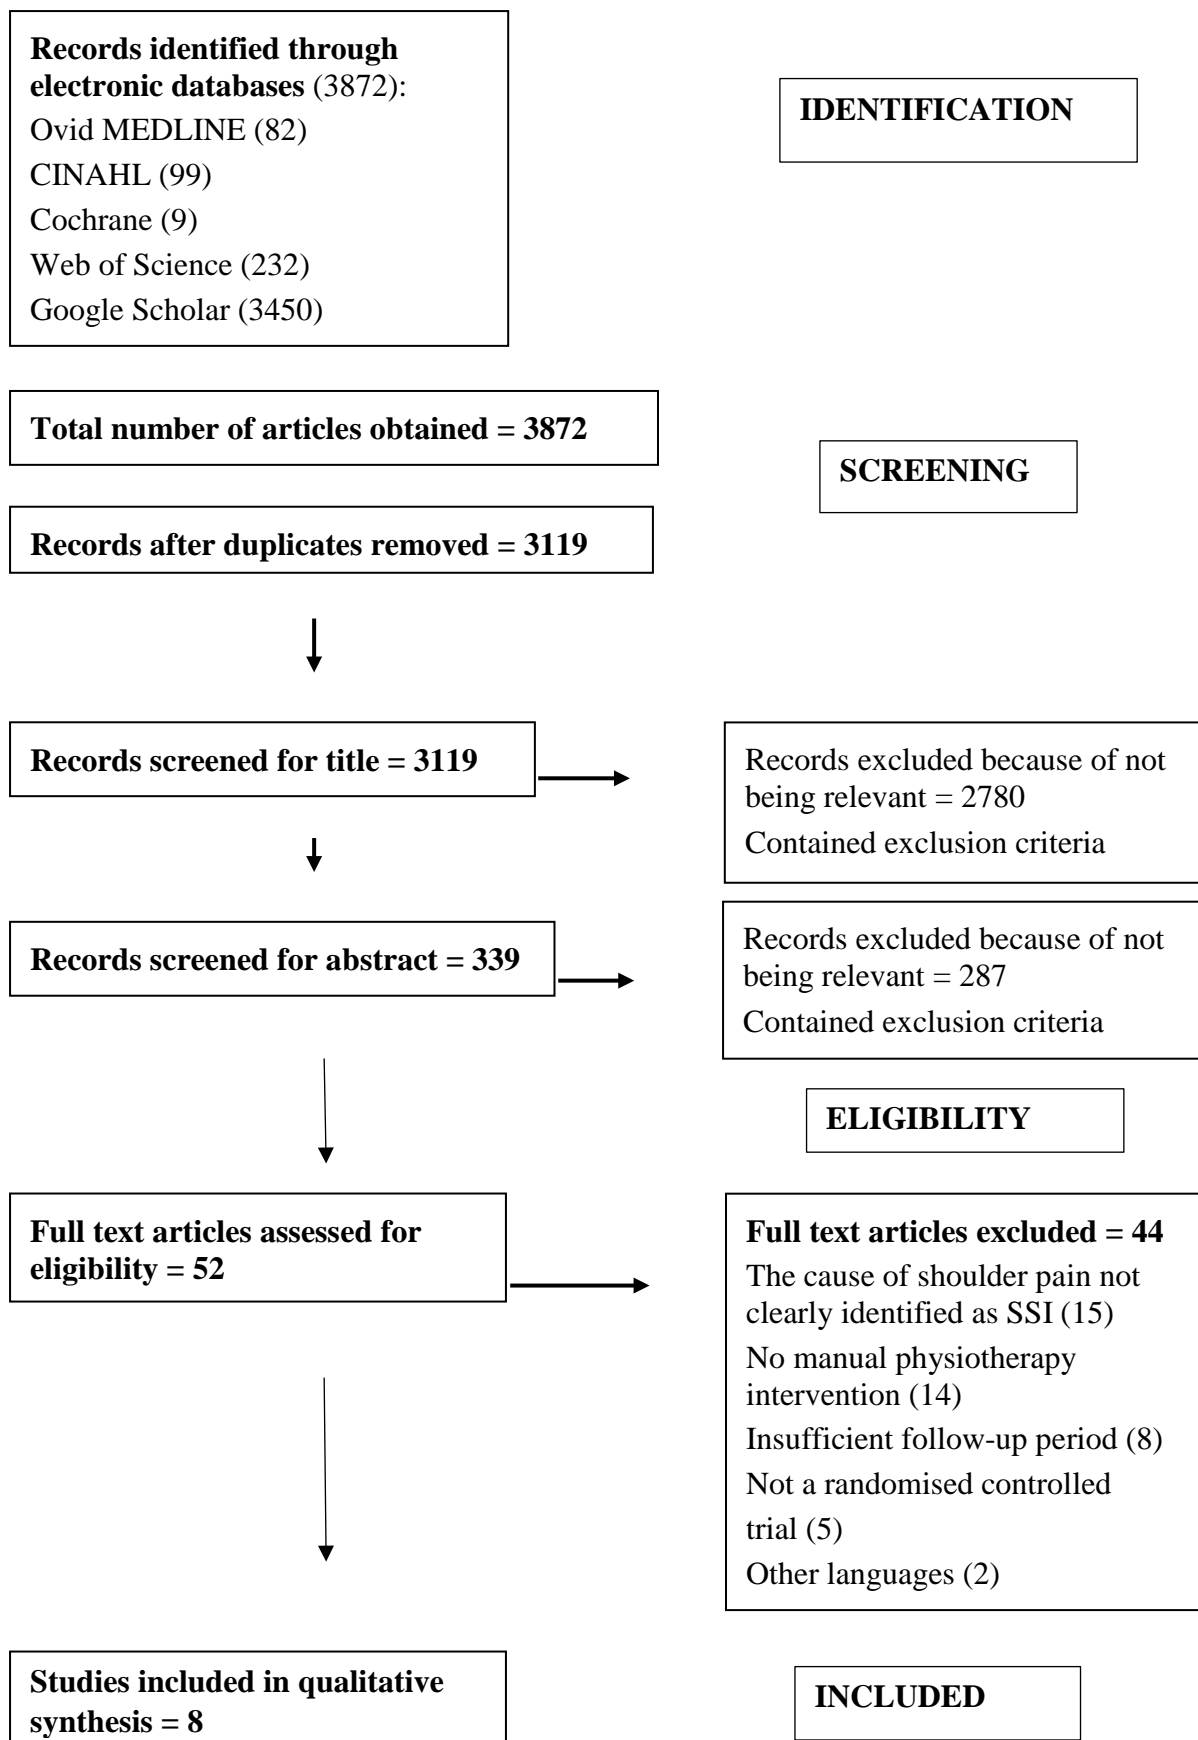 Records identified through
electronic databases (3872):
Ovid MEDLINE (82)
CINAHL (99)
Cochrane (9)
Web of Science (232)
Google Scholar (3450)
IDENTIFICATION
Total number of articles obtained = 3872
SCREENING
Records after duplicates removed = 3119
Records screened for title = 3119
Records excluded because of not
being relevant = 2780
Contained exclusion criteria
Records screened for abstract = 339
Records excluded because of not
being relevant = 287
Contained exclusion criteria
ELIGIBILITY
Full text articles assessed for
eligibility = 52
Full text articles excluded = 44
The cause of shoulder pain not
clearly identified as SSI (15)
No manual physiotherapy
intervention (14)
Insufficient follow-up period (8)
Not a randomised controlled
trial (5)
Other languages (2)
Studies included in qualitative
synthesis = 8
INCLUDED